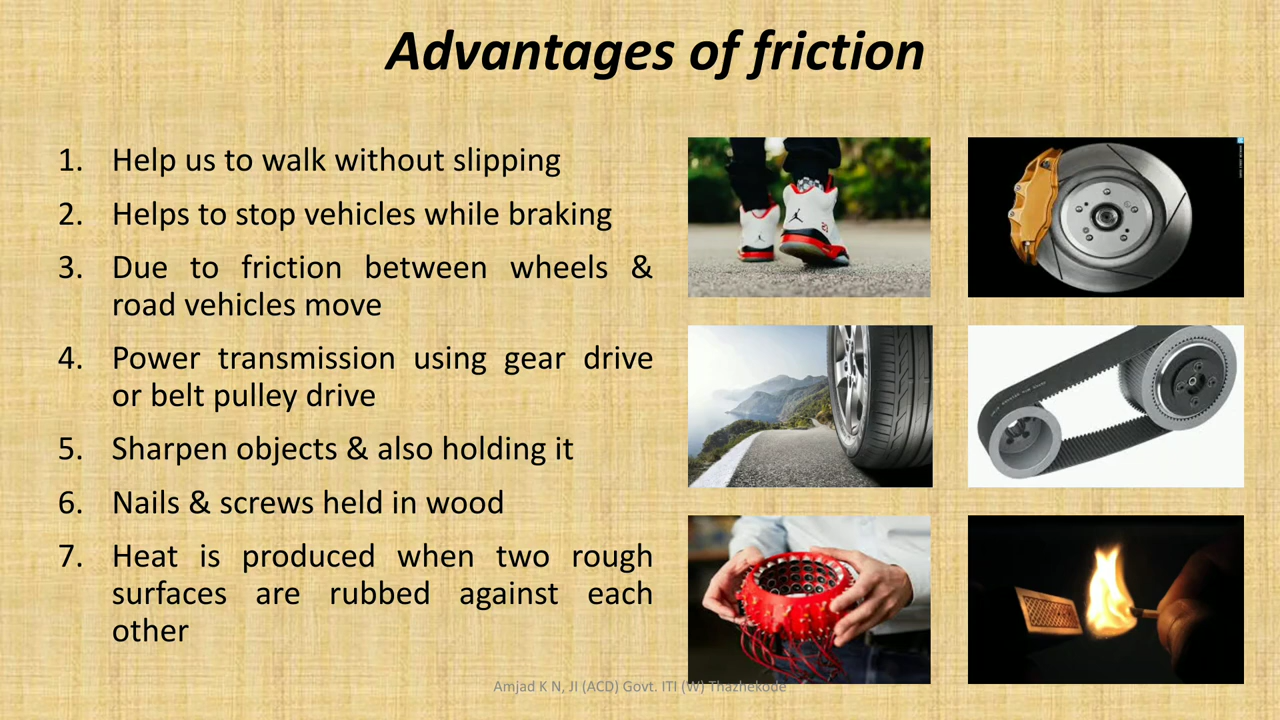 Advantages of friction
1. Help us to walk without slipping
2. Helps to stop vehicles while braking
3. Due to friction between wheels &
road vehicles move
4. Power transmission using gear drive
or belt pulley drive
5. Sharpen objects & also holding it
6. Nails & screws held in wood
7. Heat is produced when two rough
surfaces are rubbed against each
other
23
Amjad K N, JI (ACD) Govt. ITI (W) Thazhekode